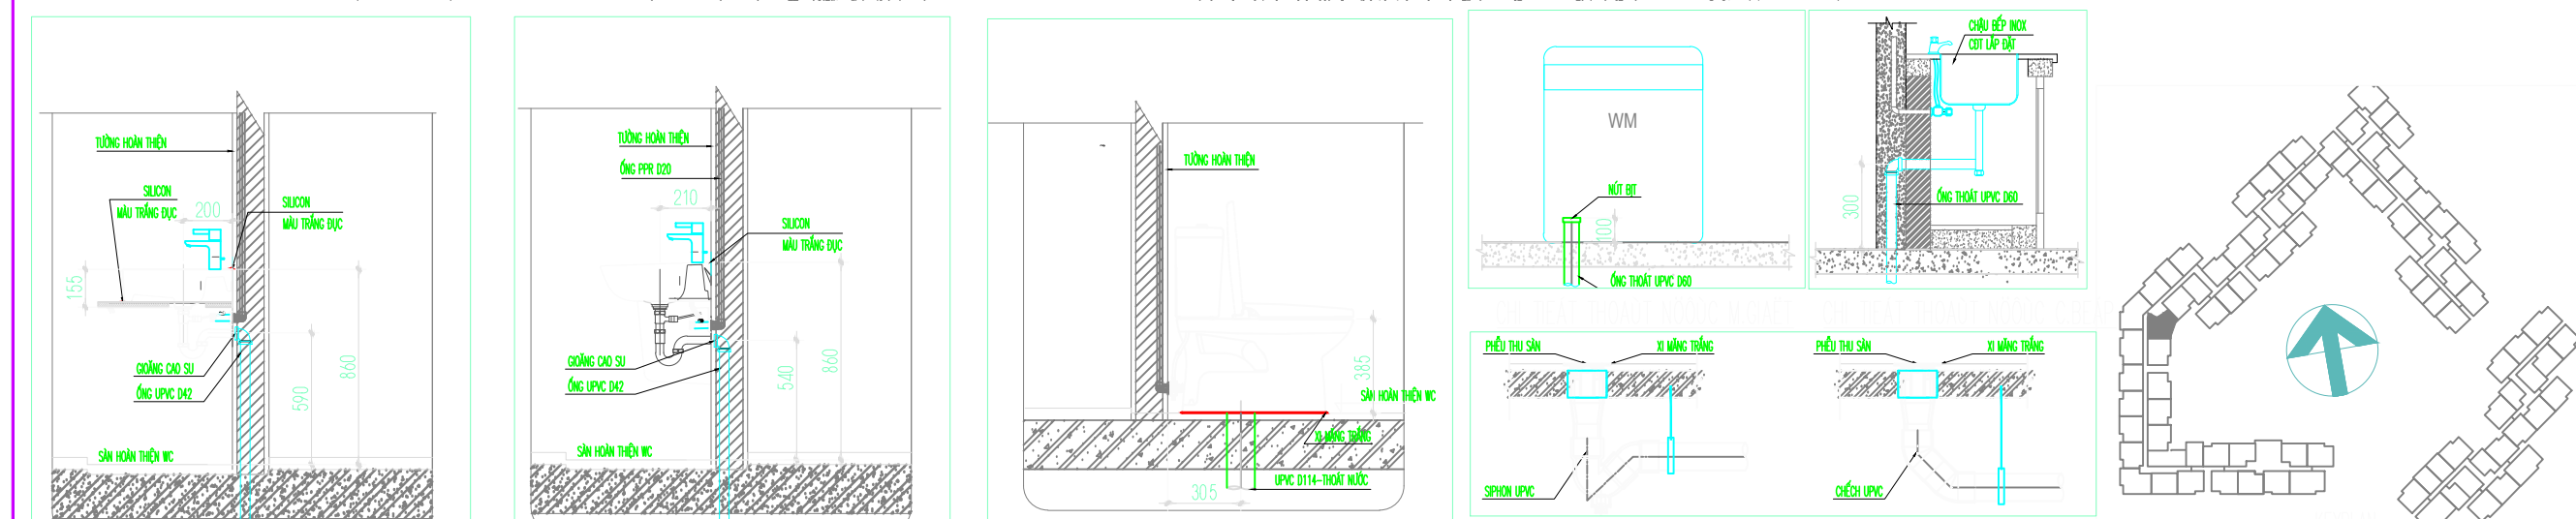 TƯỜNG HOÀN THIỆN
SILICON
MÀU TRẮNG ĐỤC
200
SILICON
MÀU TRẮNG ĐỤC
155
GIOĂNG CAO SU
ỐNG UPVC D42
590
860
SÀN HOÀN THIỆN WC
TƯỜNG HOÀN THIỆN
ỐNG PPR D20
210
SILICON
MÀU TRẮNG ĐỤC
GIOĂNG CAO SU
ỐNG UPVC D42
540
860
SÀN HOÀN THIỆN WC
TƯỜNG HOÀN THIỆN
385
SÀN HOÀN THIỆN WC
XI MĂNG TRẮNG
UPVC D114-THOÁT NƯỚC
305
WM
NÚT BỊT
100
ỐNG THOÁT UPVC D60
CHẬU BẾP INOX
CĐT LẮP ĐẶT
300
ỐNG THOÁT UPVC D60
PHỄU THU SÀN
XI MĂNG TRẮNG
SIPHON UPVC
PHỄU THU SÀN
XI MĂNG TRẮNG
CHẾCH UPVC